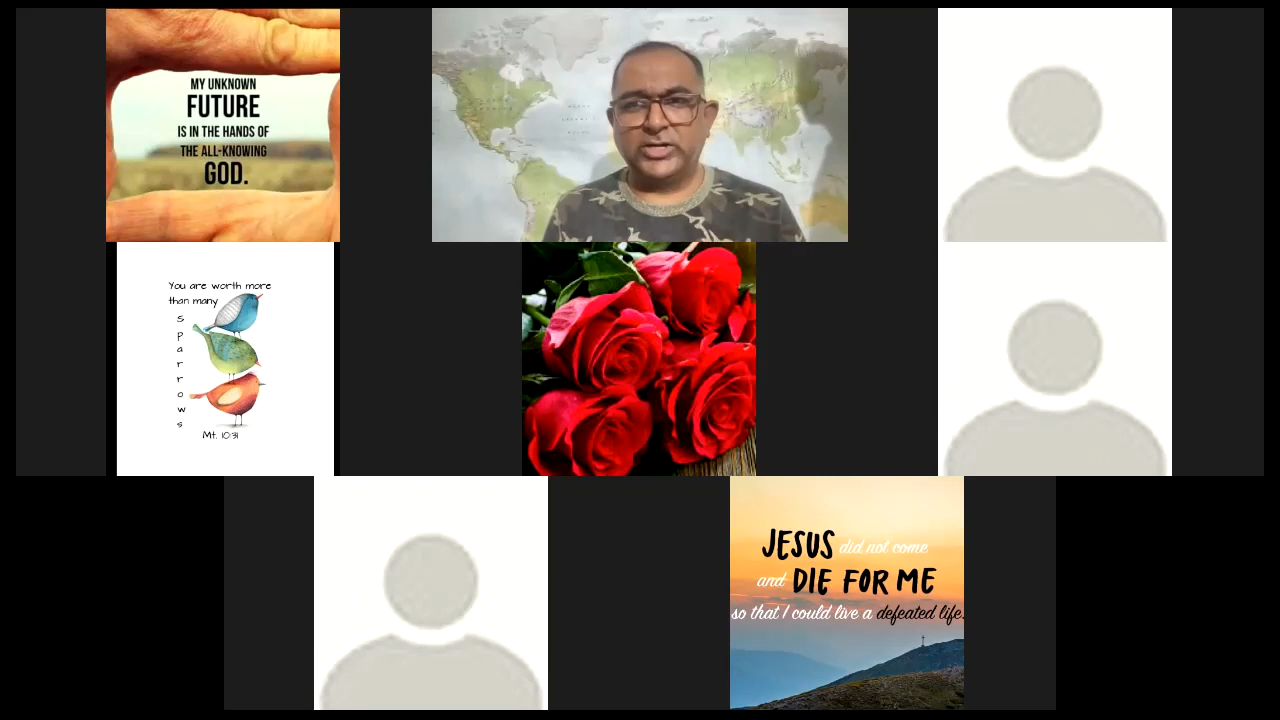 MY UNKNOWN
FUTURE
IS IN THE HANDS OF
THE ALL-KNOWING
GOD.
You are worth more
than many
s
p
a
r
r
o
w
s
Mt. 10:31
JESUS did not come
and DIE FOR ME
so that I could live a defeated life.